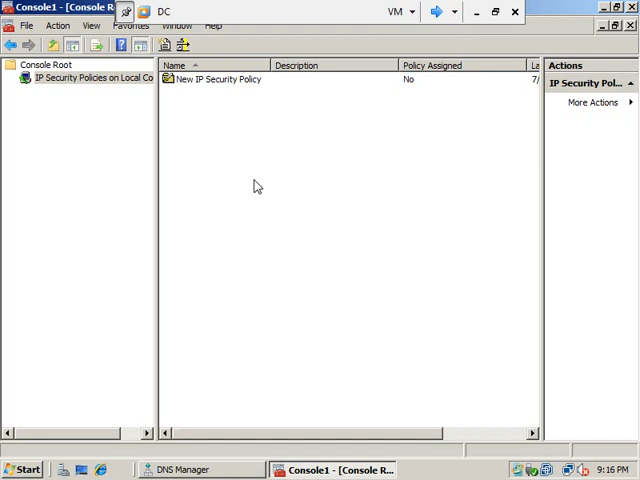 Console1 - [Console R
DC
VM
File Action View Favorites Window Help
Console Root
IP Security Policies on Local Co
Name Description Policy Assigned La
New IP Security Policy No 7/
Actions
IP Security Pol...
More Actions
Start DNS Manager Console1 - [Console R... 9:16 PM